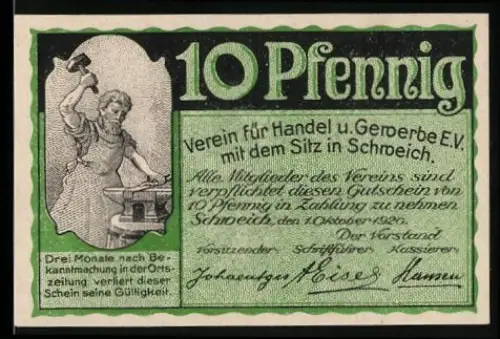 10 Pfennig
Verein für Handel u. Gewerbe E.V.
mit dem Sitz in Schweich.
Alle Mitglieder des Vereins sind
verpflichtet diesen Gutschein von
10 Pfennig in Zahlung zu nehmen
Schweich, den 1. Oktober 1920.
Der Vorstand
Vorsitzender Schriftführer Kassierer
Drei Monate nach Be-
kanntmachung in der Orts-
zeitung verliert dieser
Schein seine Gültigkeit.